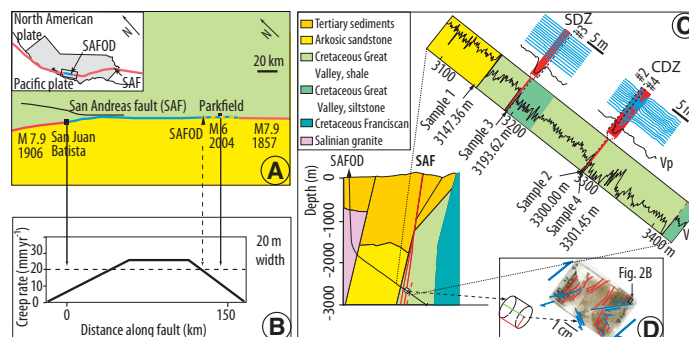 North American
plate
SAFOD
Pacific plate
SAF
N
N
20 km
San Andreas fault (SAF)
Parkfield
M 7.9
1906
San Juan
Batista
SAFOD
M 6
2004
M7.9
1857
A
Creep rate (mm yr-1)
40
30
20
10
0
20 m
width
0
150
Distance along fault (km)
B
Tertiary sediments
Arkosic sandstone
Cretaceous Great
Valley, shale
Cretaceous Great
Valley, siltstone
Cretaceous Franciscan
Salinian granite
SAFOD
SAF
Depth (m)
0
-1000
-2000
-3000
C
SDZ
#3
5m
CDZ
#2
#4
5m
3100
3200
3300
3400 m
Vp
Sample 1
3147.36 m
Sample 3
3193.62 m
Sample 2
3300.00 m
Sample 4
3301.45 m
Fig. 2B
1 cm
D